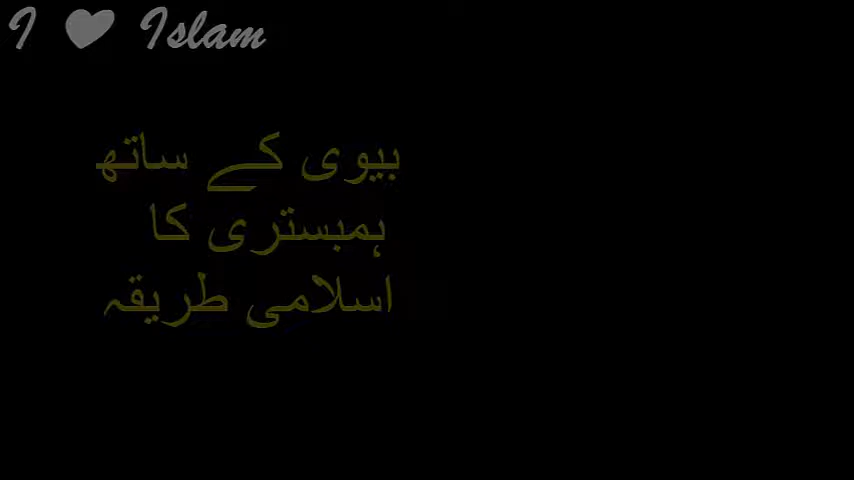 I ♥ Islam
بیوی کے ساتھ
ہمبستری کا
اسلامی طریقہ